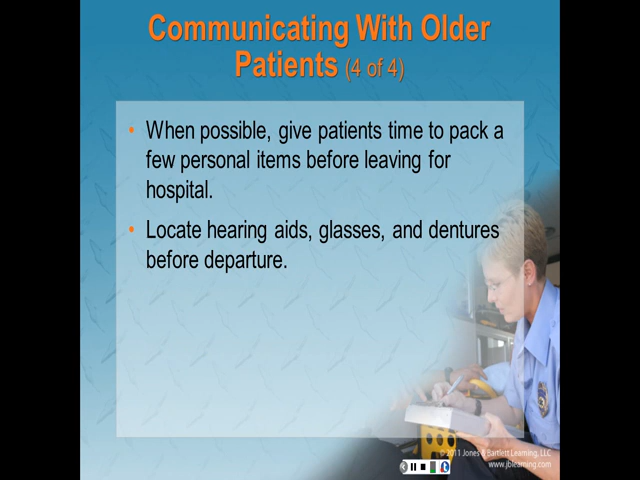 Communicating With Older
Patients (4 of 4)
• When possible, give patients time to pack a
few personal items before leaving for
hospital.
• Locate hearing aids, glasses, and dentures
before departure.
© 2011 Jones & Bartlett Learning, LLC
www.jblearning.com